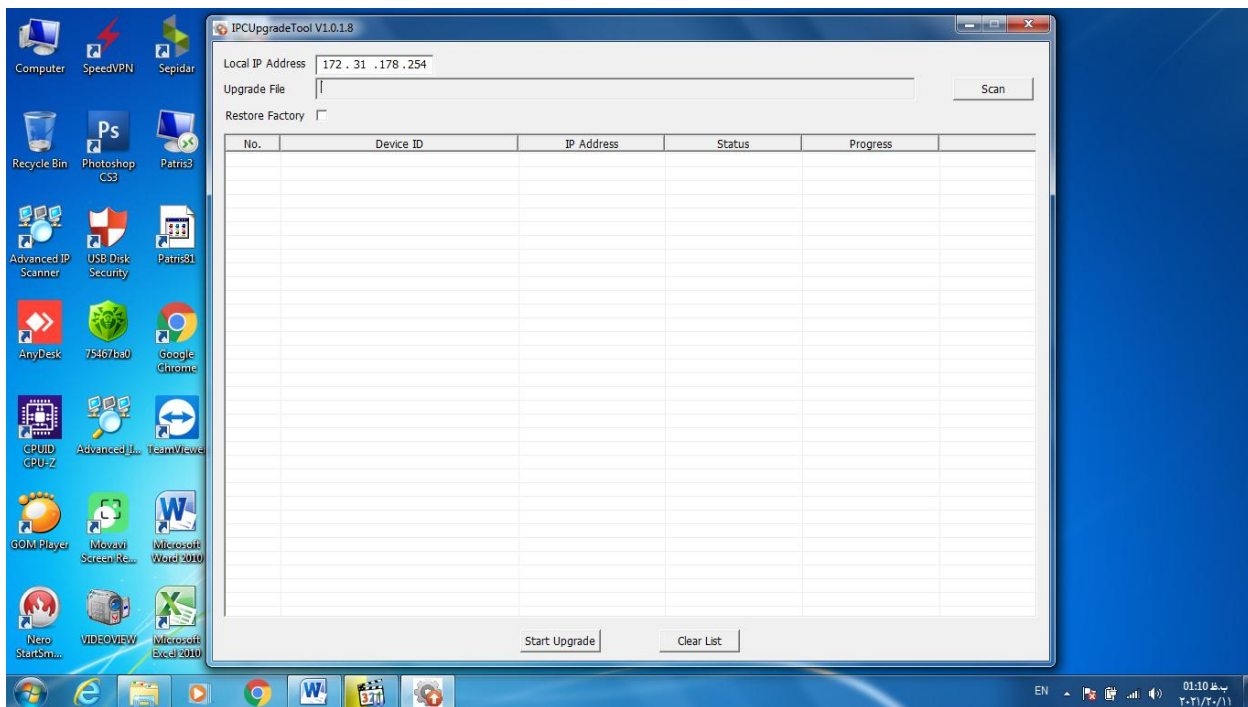 IPCUpgradeTool V1.0.1.8
Local IP Address 172 . 31 .178 .254
Upgrade File
Scan
Restore Factory
No. Device ID IP Address Status Progress
Start Upgrade Clear List
Computer SpeedVPN Sepidar
Recycle Bin Photoshop CS3 Patris3
Advanced IP Scanner USB Disk Security Patris81
AnyDesk 75467ba0 Google Chrome
CPUID CPU-Z Advanced_i... TeamViewer
GOM Player Movavi Screen Re... Microsoft Word 2010
Nero StartSm... VIDEOVIEW Microsoft Excel 2010
EN 01:10 ب.ظ